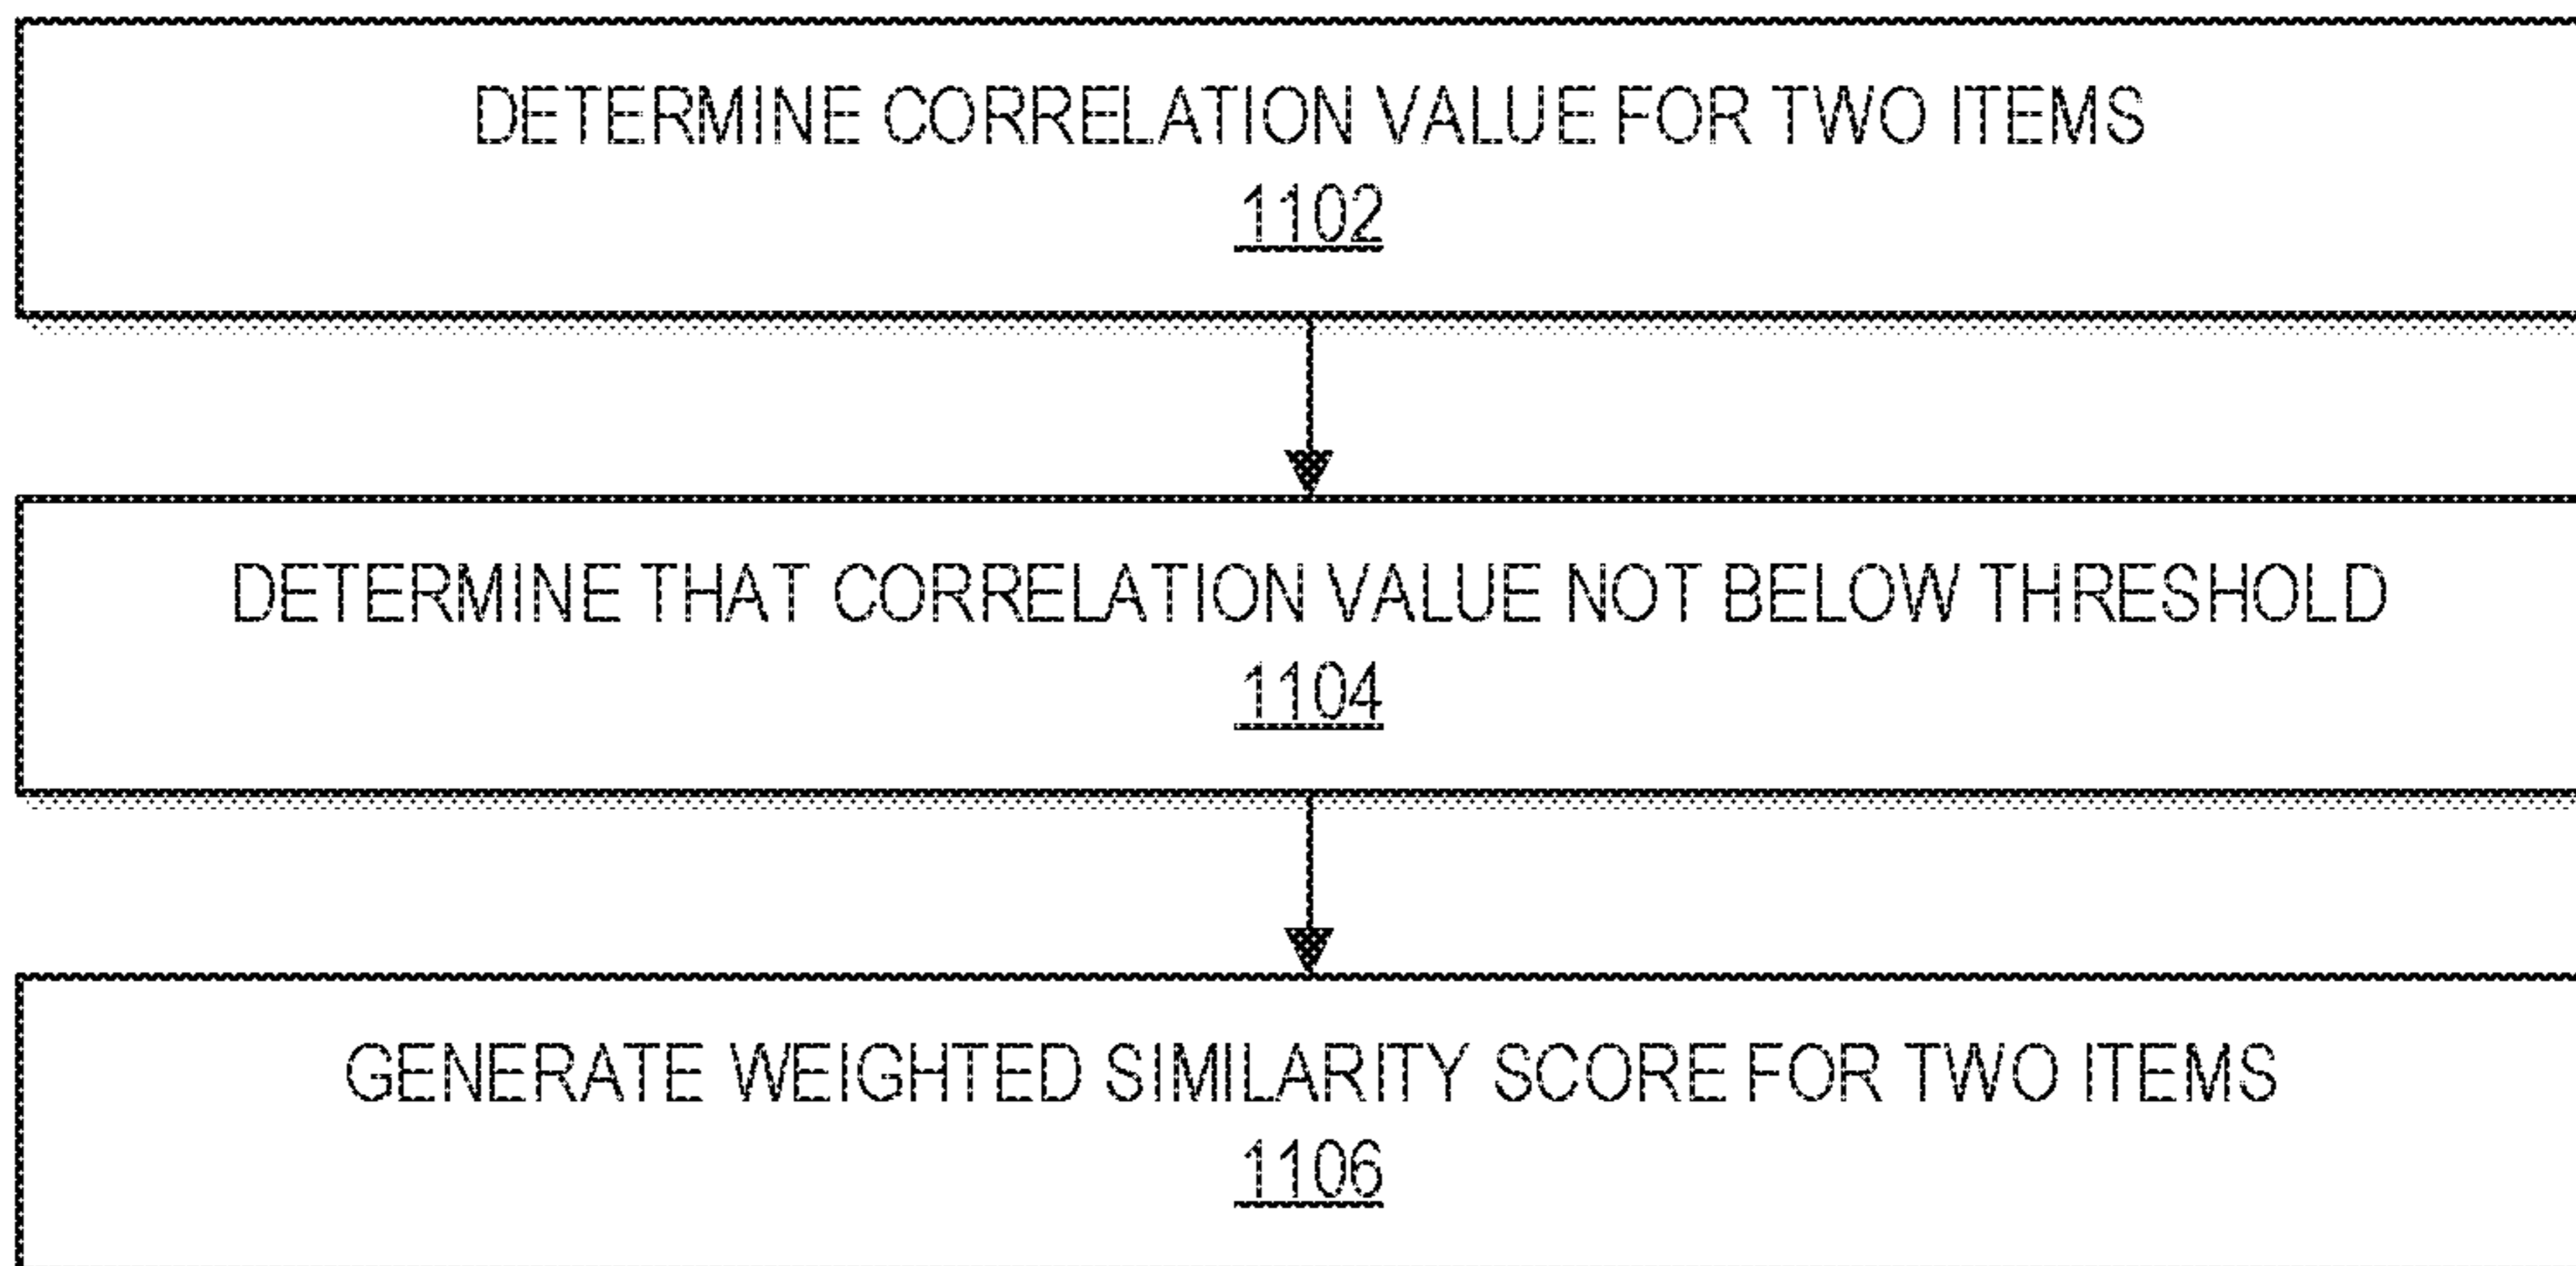 DETERMINE CORRELATION VALUE FOR TWO ITEMS
1102
DETERMINE THAT CORRELATION VALUE NOT BELOW THRESHOLD
1104
GENERATE WEIGHTED SIMILARITY SCORE FOR TWO ITEMS
1106